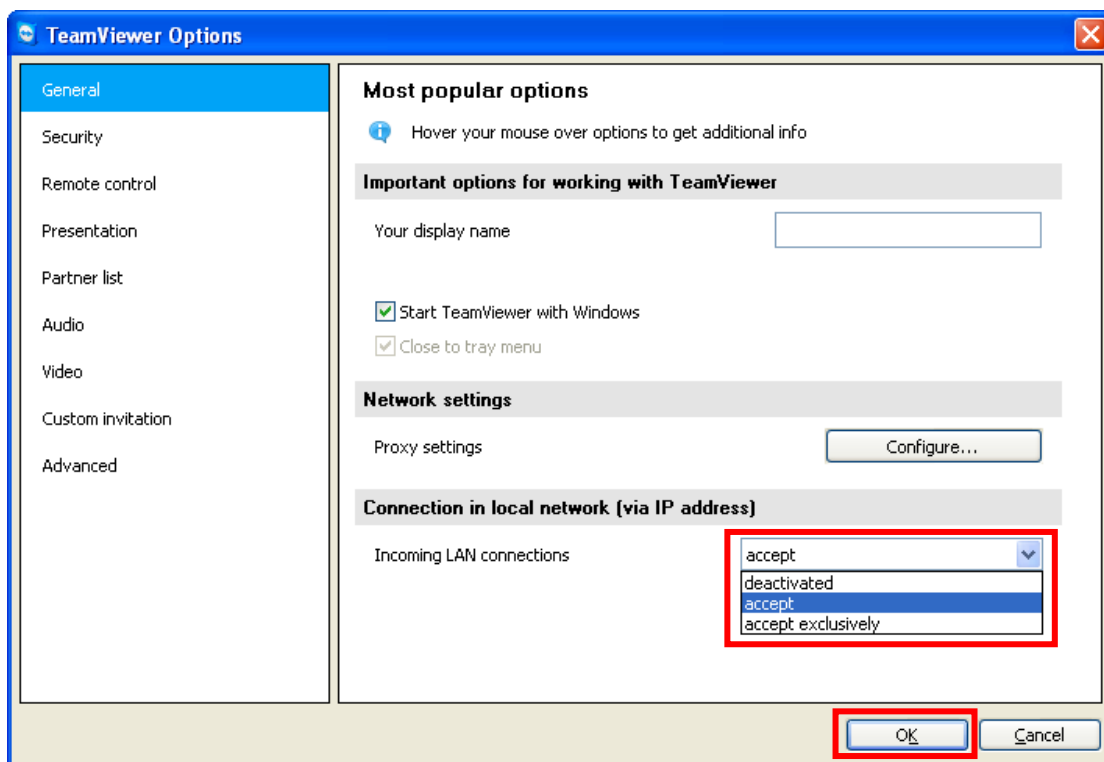 TeamViewer Options
General
Security
Remote control
Presentation
Partner list
Audio
Video
Custom invitation
Advanced
Most popular options
Hover your mouse over options to get additional info
Important options for working with TeamViewer
Your display name
Start TeamViewer with Windows
Close to tray menu
Network settings
Proxy settings Configure...
Connection in local network (via IP address)
Incoming LAN connections accept
deactivated
accept
accept exclusively
OK Cancel